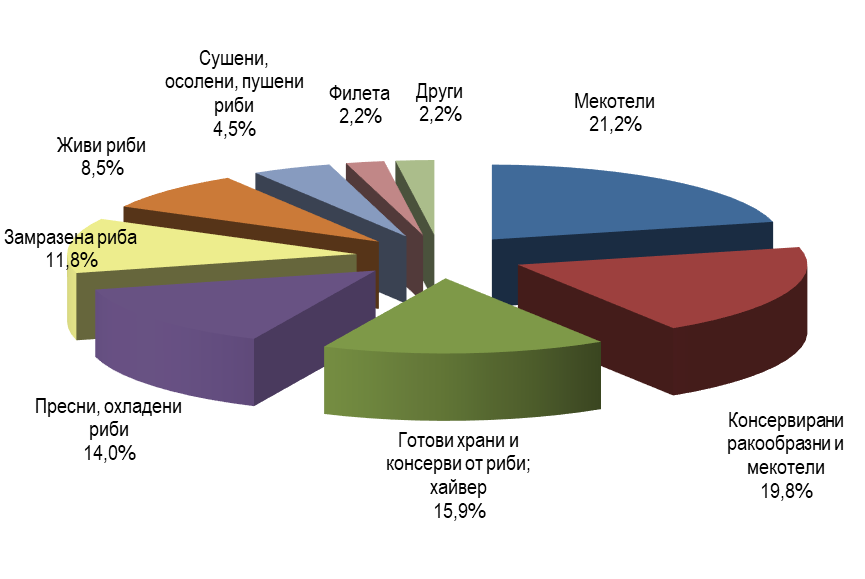 Сушени,
осолени, пушени
риби
4,5%
Филета
2,2%
Други
2,2%
Мекотели
21,2%
Живи риби
8,5%
Замразена риба
11,8%
Пресни, охладени
риби
14,0%
Готови храни и
консерви от риби;
хайвер
15,9%
Консервирани
ракообразни и
мекотели
19,8%